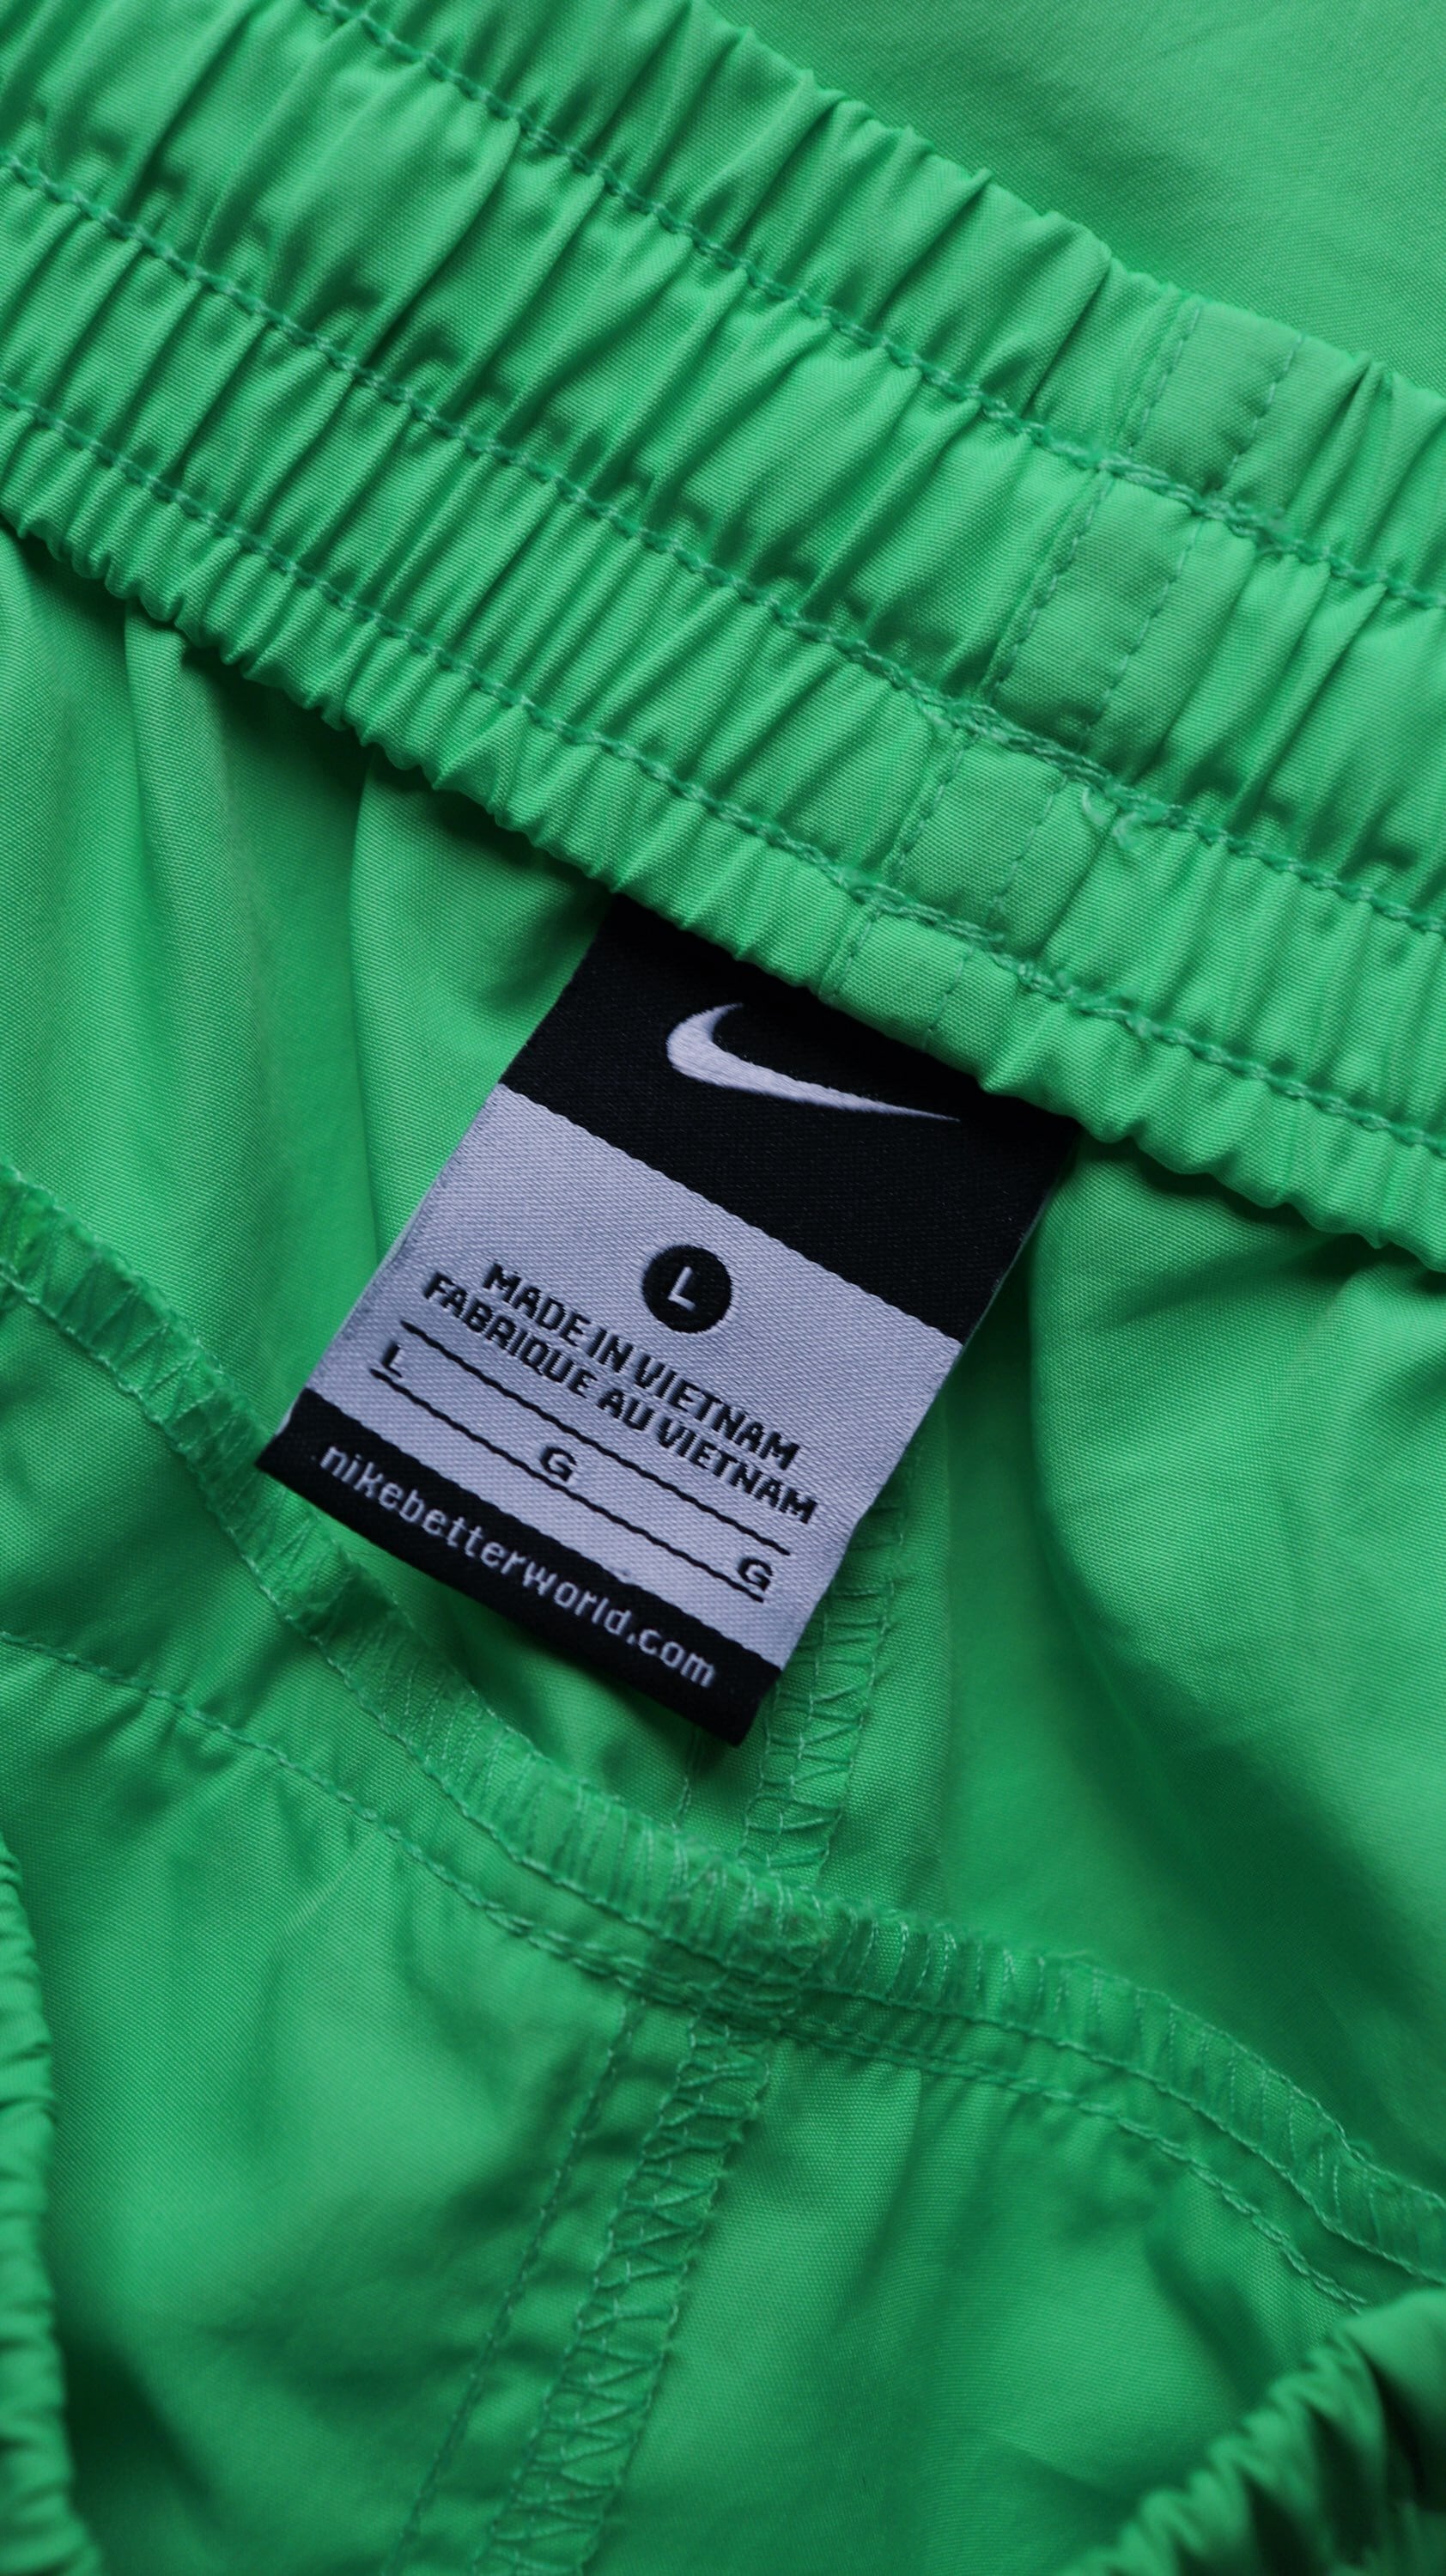 L
MADE IN VIETNAM
FABRIQUE AU VIETNAM
L G G
nikebetterworld.com